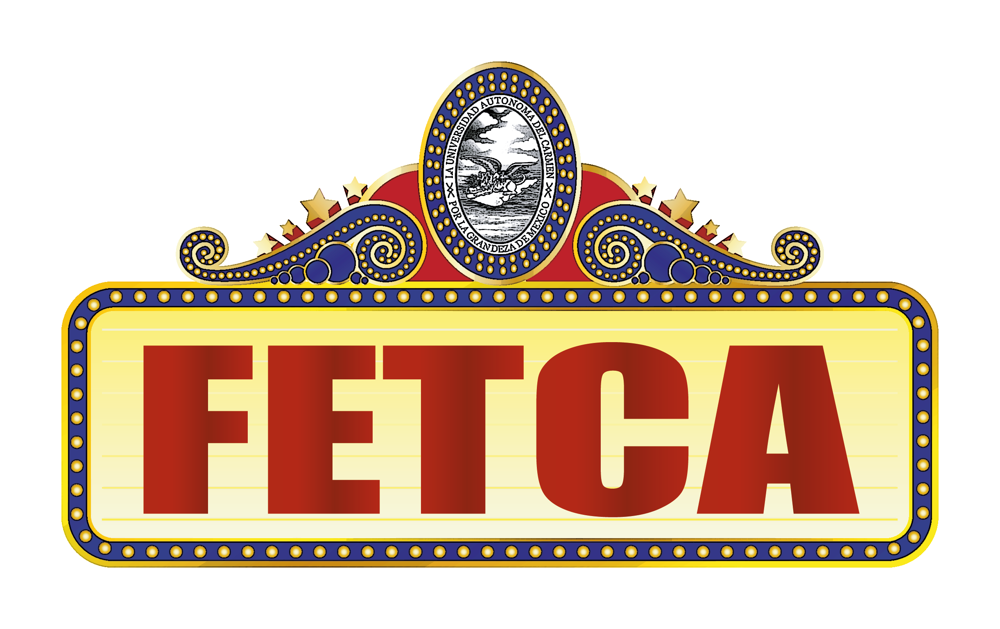 LA UNIVERSIDAD AUTONOMA DEL CARMEN
POR LA GRANDEZA DE MEXICO
FETCA